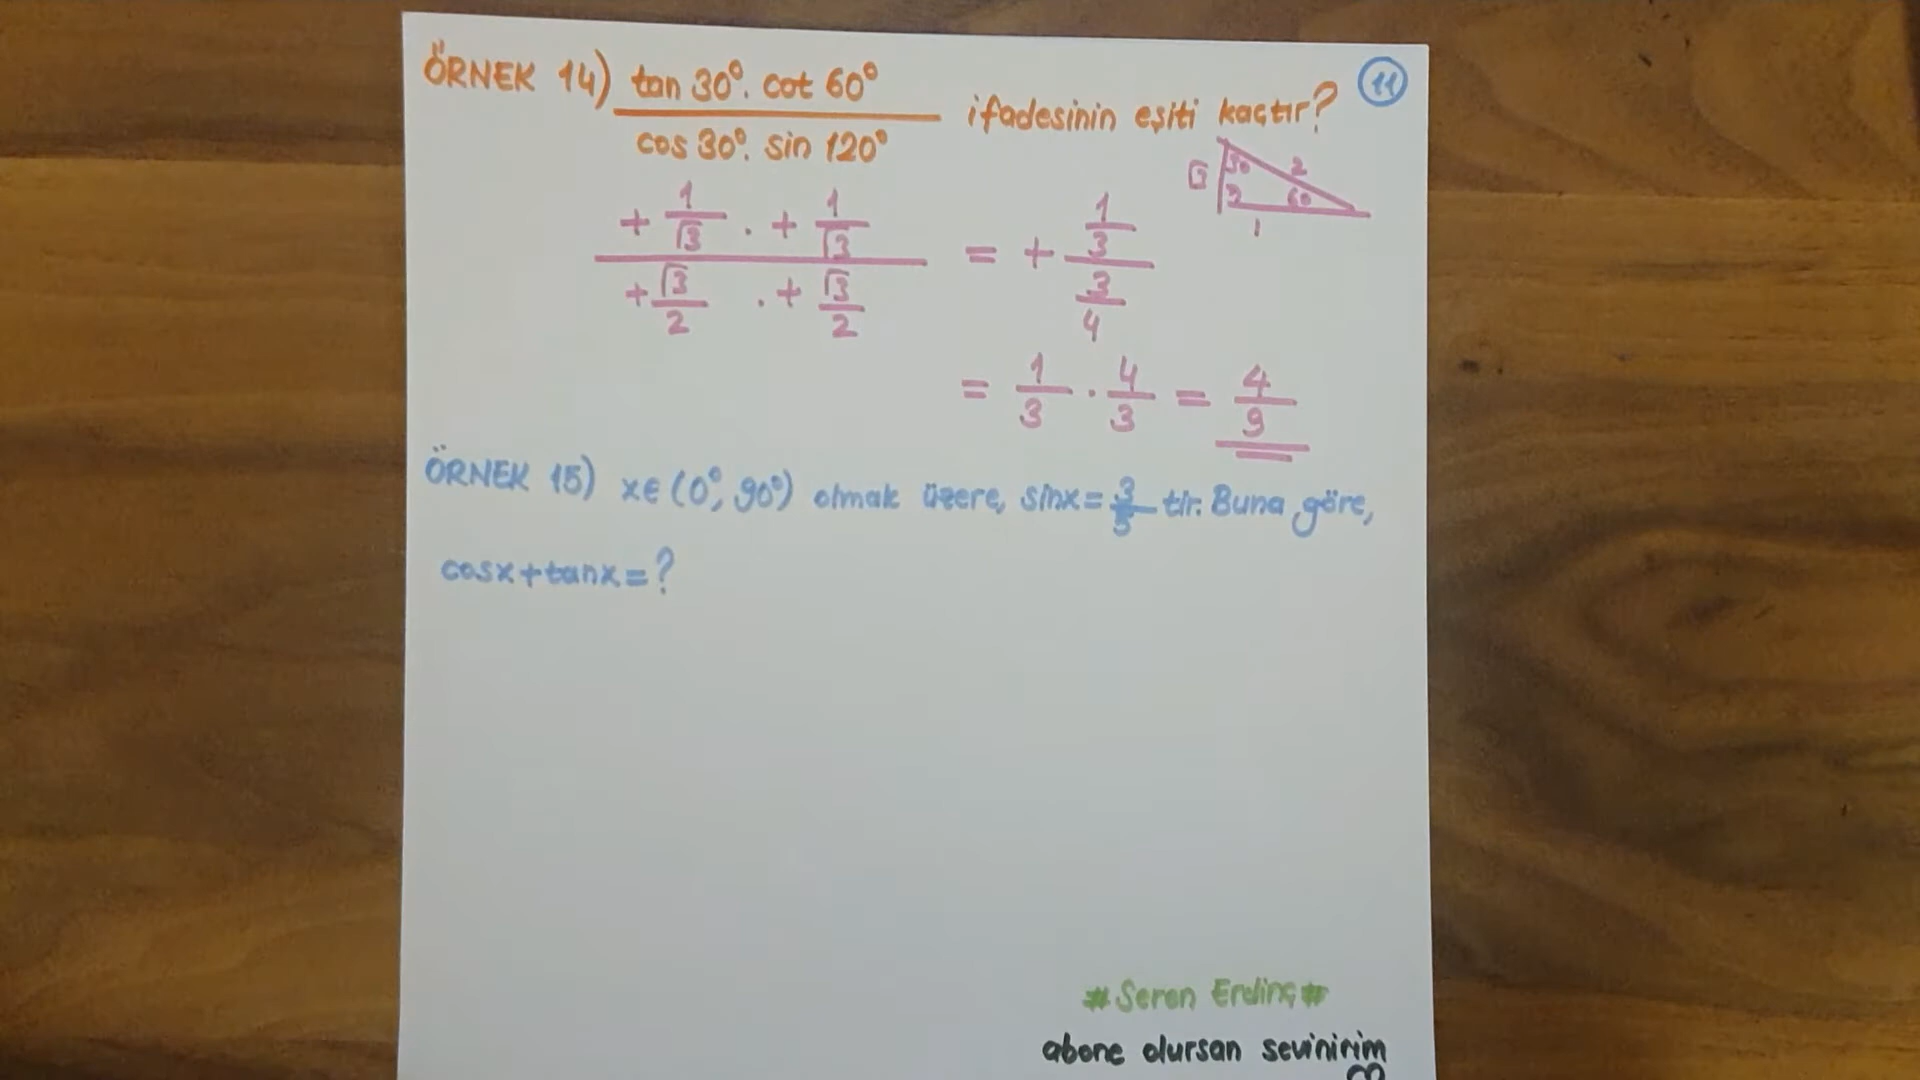 ÖRNEK 14) tan 30°. cot 60° / cos 30°. sin 120° ifadesinin eşiti kaçtır? 11
√3 30 2 60 1
+ 1/√3 . + 1/√3 / + √3/2 . + √3/2 = + 1/3 / 3/4
= 1/3 . 4/3 = 4/9
ÖRNEK 15) x∈(0°, 90°) olmak üzere, sinx = 3/5 tir. Buna göre,
cosx+tanx=?
#Seren Erdinç#
abone olursan sevinirim